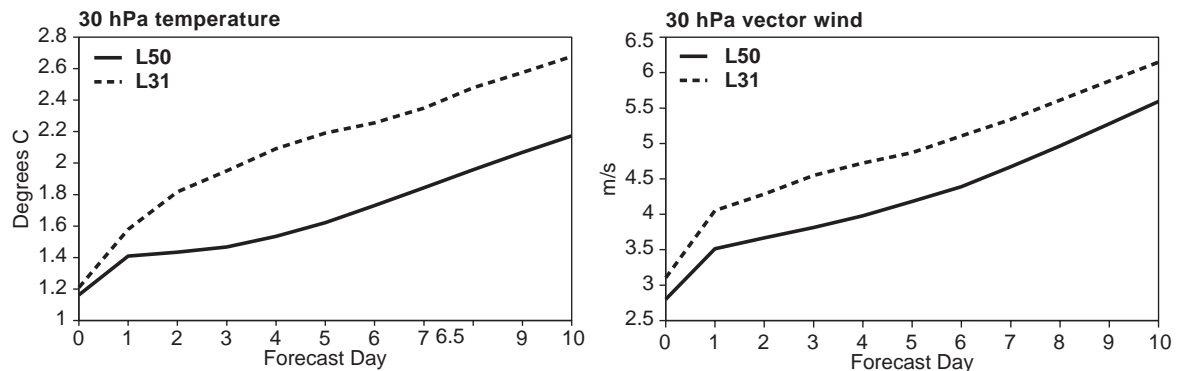 30 hPa temperature
2.8
2.6
2.4
2.2
2
1.8
1.6
1.4
1.2
1
Degrees C
L50
L31
0 1 2 3 4 5 6 7 6.5 9 10
Forecast Day
30 hPa vector wind
6.5
6
5.5
5
4.5
4
3.5
3
2.5
m/s
L50
L31
0 1 2 3 4 5 6 7 8 9 10
Forecast Day